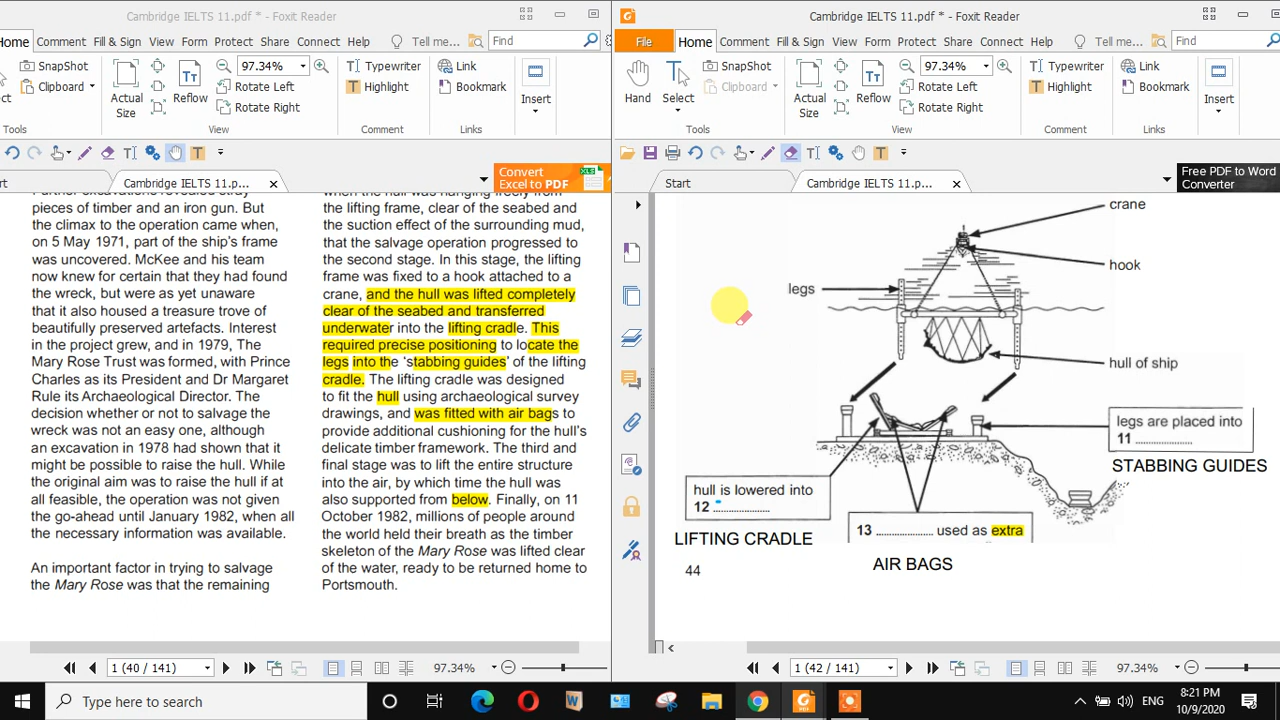 Cambridge IELTS 11.pdf * - Foxit Reader
Home Comment Fill & Sign View Form Protect Share Connect Help Tell me... Find
SnapShot
Clipboard
Tools
Actual Size
Reflow
97.34%
Rotate Left
Rotate Right
View
Typewriter
Highlight
Comment
Link
Bookmark
Links
Insert
Convert
Excel to PDF
XLS
Cambridge IELTS 11.p...
pieces of timber and an iron gun. But
the climax to the operation came when,
on 5 May 1971, part of the ship's frame
was uncovered. McKee and his team
now knew for certain that they had found
the wreck, but were as yet unaware
that it also housed a treasure trove of
beautifully preserved artefacts. Interest
in the project grew, and in 1979, The
Mary Rose Trust was formed, with Prince
Charles as its President and Dr Margaret
Rule its Archaeological Director. The
decision whether or not to salvage the
wreck was not an easy one, although
an excavation in 1978 had shown that it
might be possible to raise the hull. While
the original aim was to raise the hull if at
all feasible, the operation was not given
the go-ahead until January 1982, when all
the necessary information was available.
An important factor in trying to salvage
the Mary Rose was that the remaining
when the hull was hanging freely from
the lifting frame, clear of the seabed and
the suction effect of the surrounding mud,
that the salvage operation progressed to
the second stage. In this stage, the lifting
frame was fixed to a hook attached to a
crane, and the hull was lifted completely
clear of the seabed and transferred
underwater into the lifting cradle. This
required precise positioning to locate the
legs into the ‘stabbing guides’ of the lifting
cradle. The lifting cradle was designed
to fit the hull using archaeological survey
drawings, and was fitted with air bags to
provide additional cushioning for the hull's
delicate timber framework. The third and
final stage was to lift the entire structure
into the air, by which time the hull was
also supported from below. Finally, on 11
October 1982, millions of people around
the world held their breath as the timber
skeleton of the Mary Rose was lifted clear
of the water, ready to be returned home to
Portsmouth.
1 (40 / 141)
97.34%
Cambridge IELTS 11.pdf * - Foxit Reader
File Home Comment Fill & Sign View Form Protect Share Connect Help Tell me... Find
Hand
Select
SnapShot
Clipboard
Tools
Actual Size
Reflow
97.34%
Rotate Left
Rotate Right
View
Typewriter
Highlight
Comment
Link
Bookmark
Links
Insert
Free PDF to Word
Converter
Start
Cambridge IELTS 11.p...
crane
hook
legs
hull of ship
legs are placed into
11 ....................
STABBING GUIDES
hull is lowered into
12 ....................
LIFTING CRADLE
13 .................... used as extra
AIR BAGS
44
1 (42 / 141)
97.34%
Type here to search
ENG
8:21 PM
10/9/2020